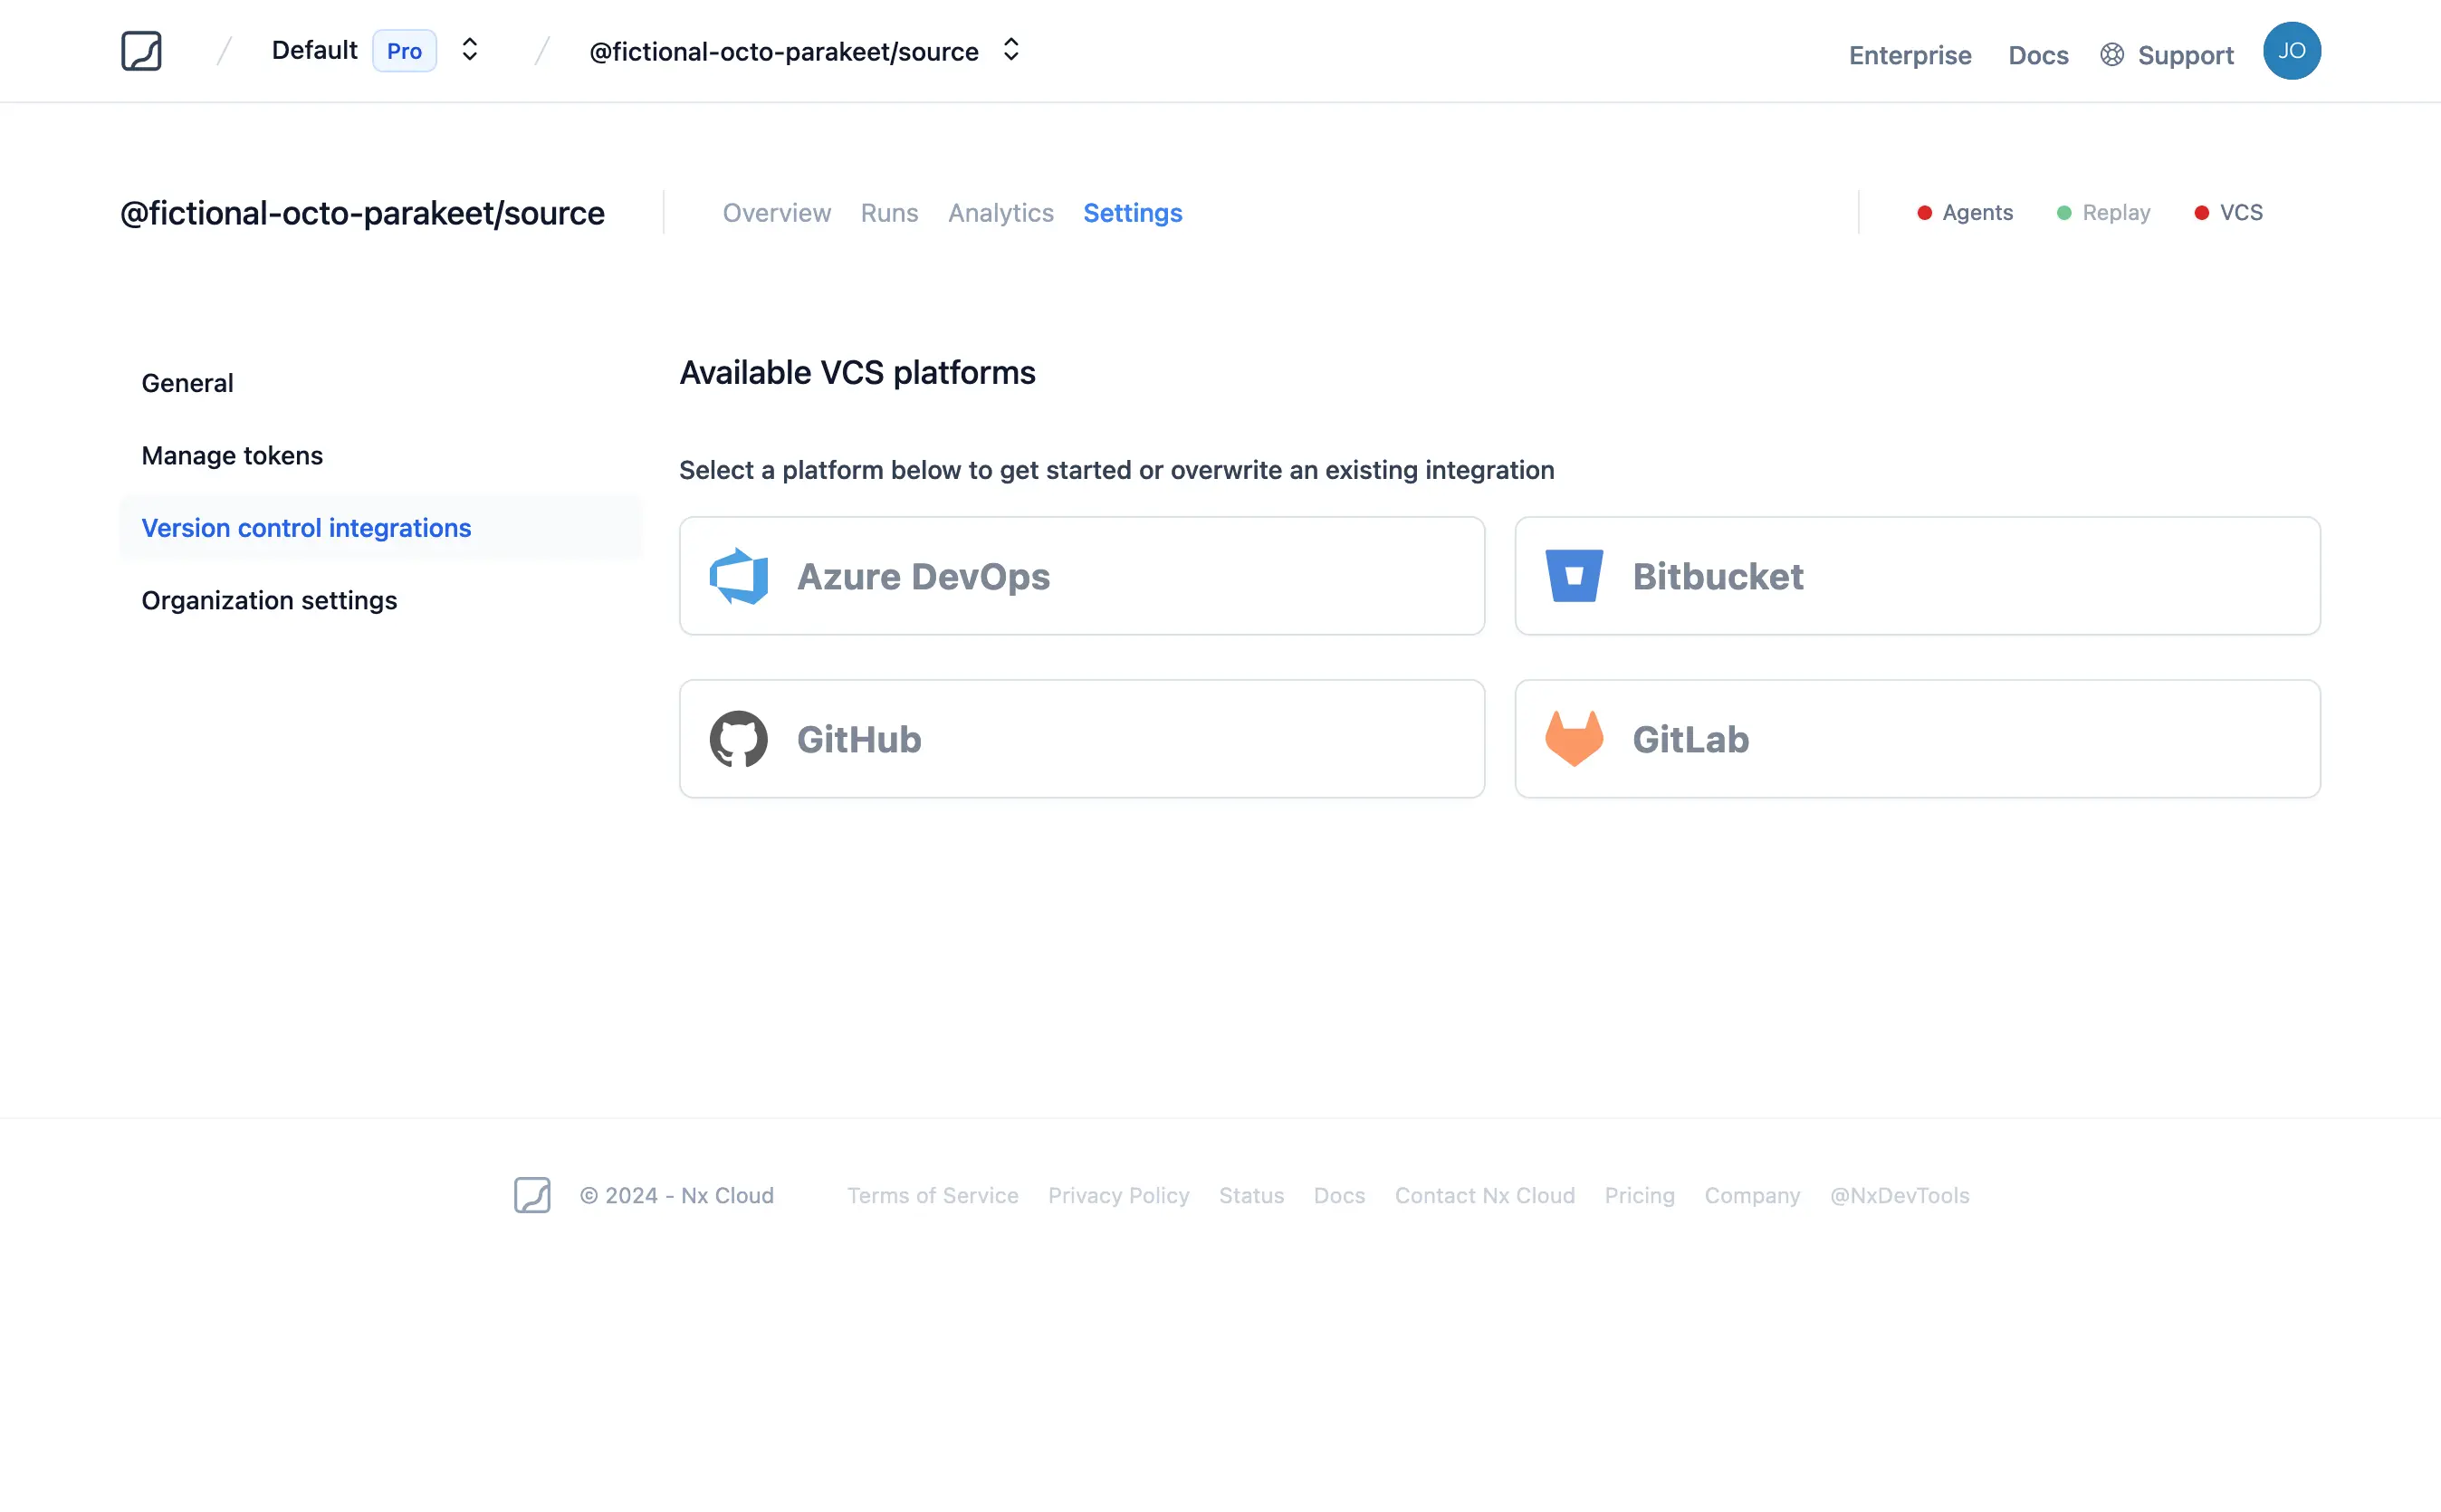 Default Pro @fictional-octo-parakeet/source Enterprise Docs Support JO
@fictional-octo-parakeet/source Overview Runs Analytics Settings Agents Replay VCS
General
Manage tokens
Version control integrations
Organization settings
Available VCS platforms
Select a platform below to get started or overwrite an existing integration
Azure DevOps Bitbucket
GitHub GitLab
© 2024 - Nx Cloud Terms of Service Privacy Policy Status Docs Contact Nx Cloud Pricing Company @NxDevTools